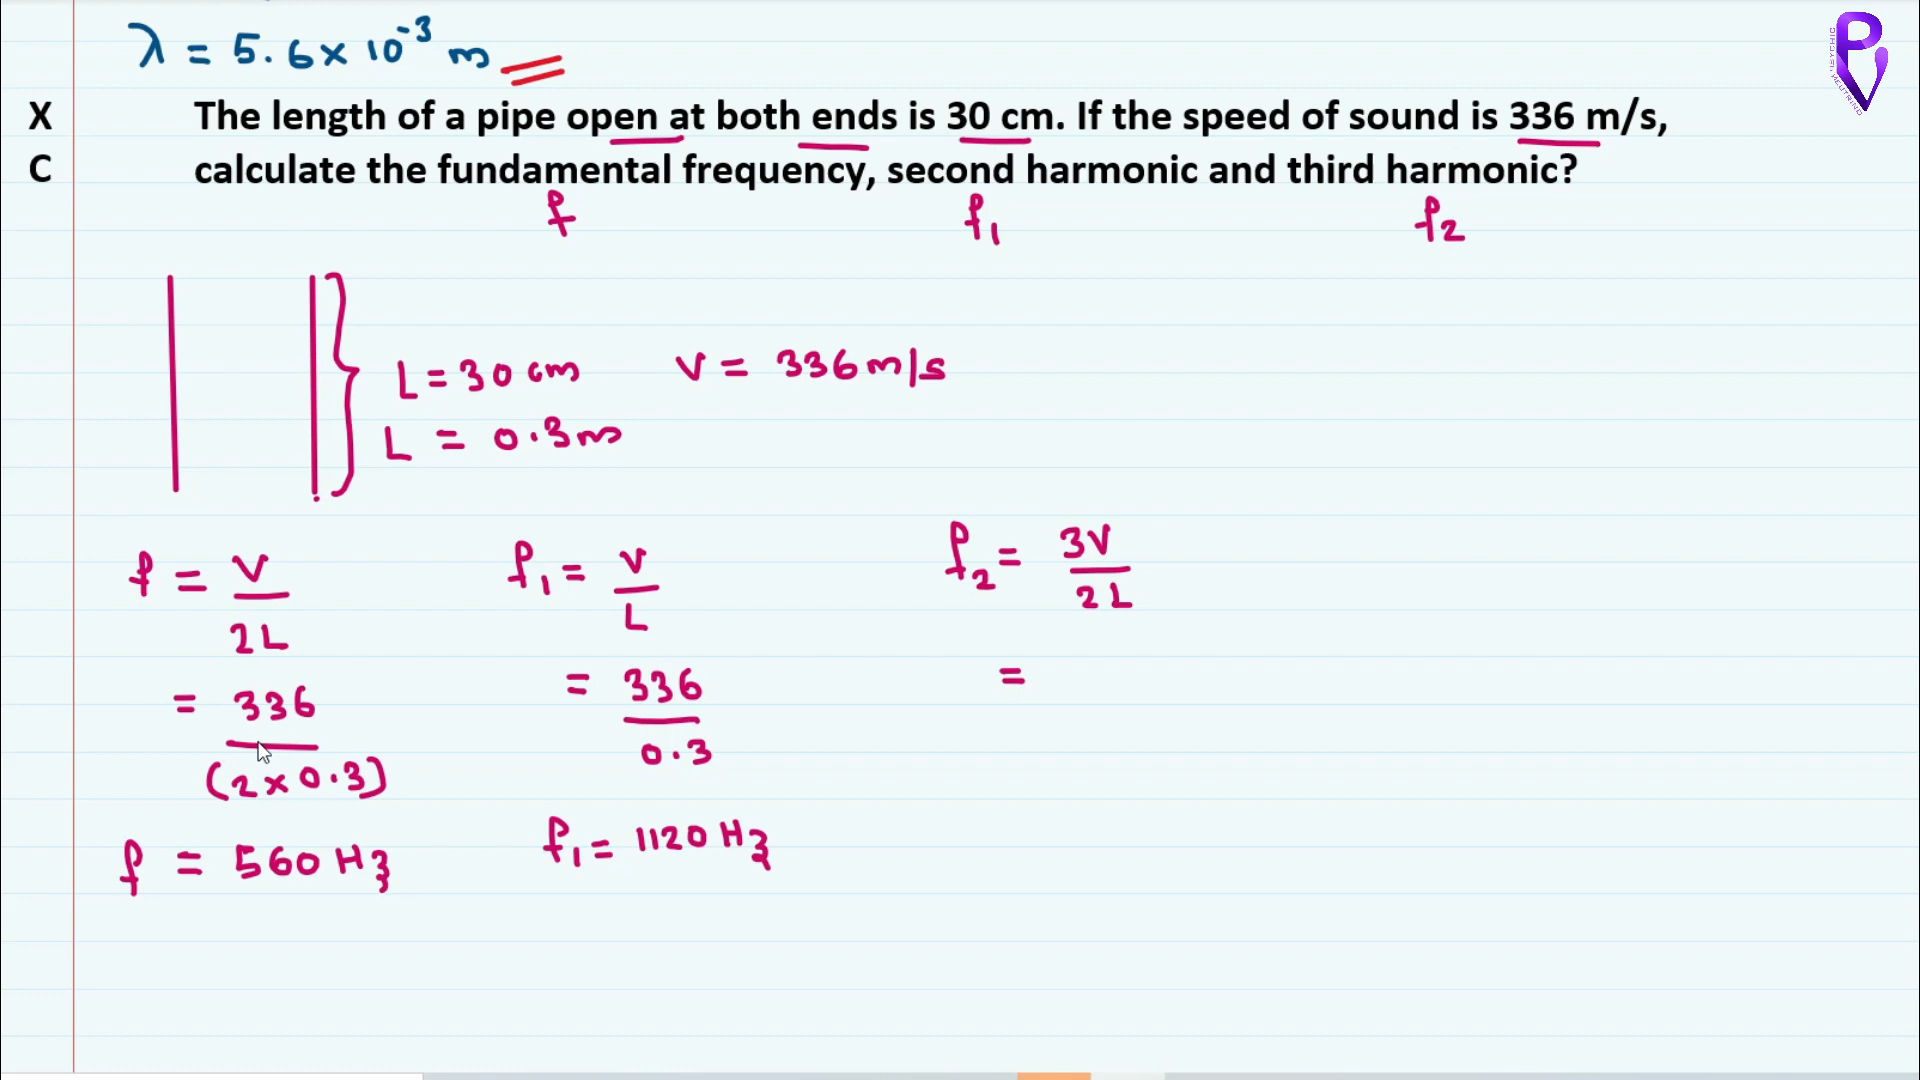 λ = 5.6 x 10⁻³ m
X The length of a pipe open at both ends is 30 cm. If the speed of sound is 336 m/s,
C calculate the fundamental frequency, second harmonic and third harmonic?
f f₁ f₂
L = 30 cm V = 336 m/s
L = 0.3 m
f = V/2L f₁ = V/L f₂ = 3V/2L
= 336/(2 x 0.3) = 336/0.3 =
f = 560 Hz f₁ = 1120 Hz
PSYCHIC
NEUTRINO